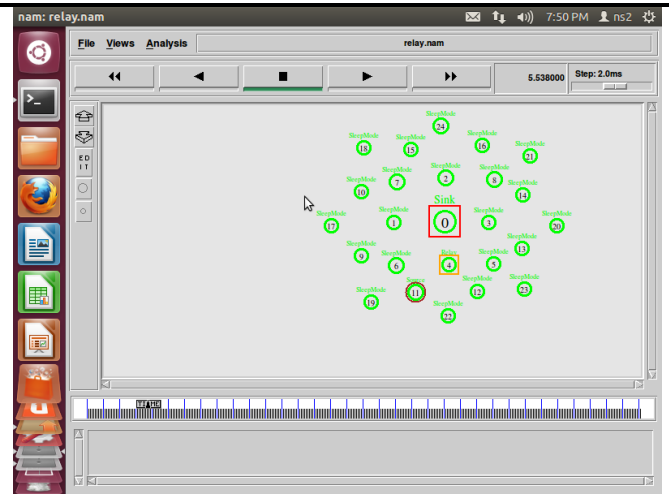 nam: relay.nam
7:50 PM ns2
File Views Analysis relay.nam
5.538000 Step: 2.0ms
E D
I T
SleepMode
24
SleepMode SleepMode SleepMode
18 15 16
SleepMode
21
SleepMode SleepMode SleepMode
7 2 8
SleepMode SleepMode
10 14
Sink
0
SleepMode SleepMode SleepMode SleepMode
17 1 3 20
SleepMode SleepMode
9 13
SleepMode Relay SleepMode
6 4 5
SleepMode Source SleepMode SleepMode
19 11 12 23
SleepMode
22
TIME